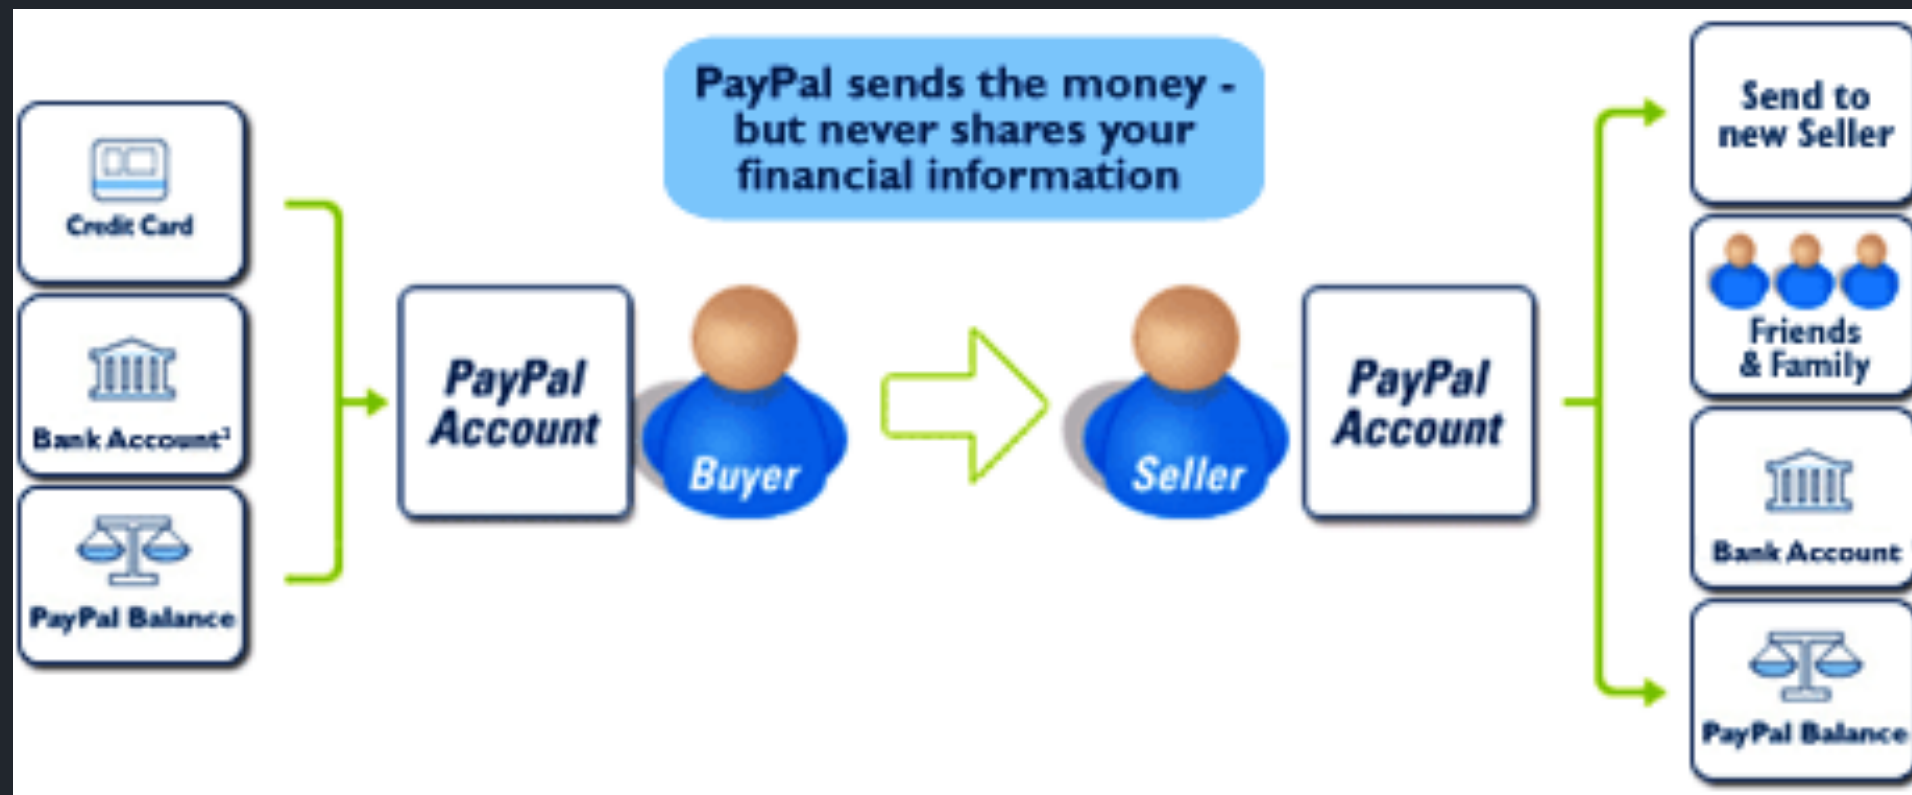 Credit Card
Bank Account²
PayPal Balance
PayPal
Account
Buyer
PayPal sends the money -
but never shares your
financial information
Seller
PayPal
Account
Send to
new Seller
Friends
& Family
Bank Account
PayPal Balance